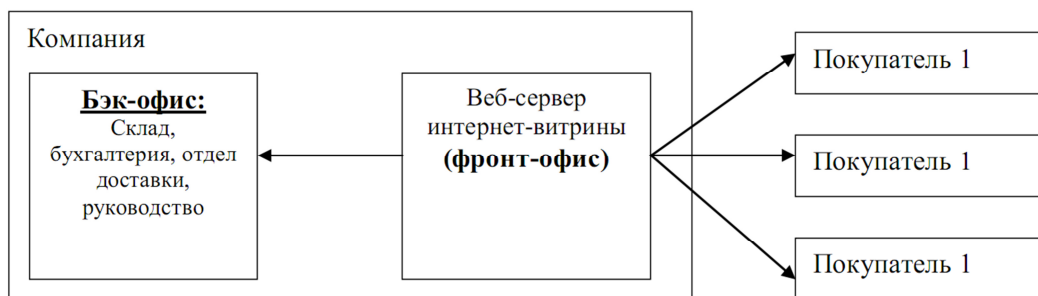 Компания
Бэк-офис:
Склад,
бухгалтерия, отдел
доставки,
руководство
Веб-сервер
интернет-витрины
(фронт-офис)
Покупатель 1
Покупатель 1
Покупатель 1